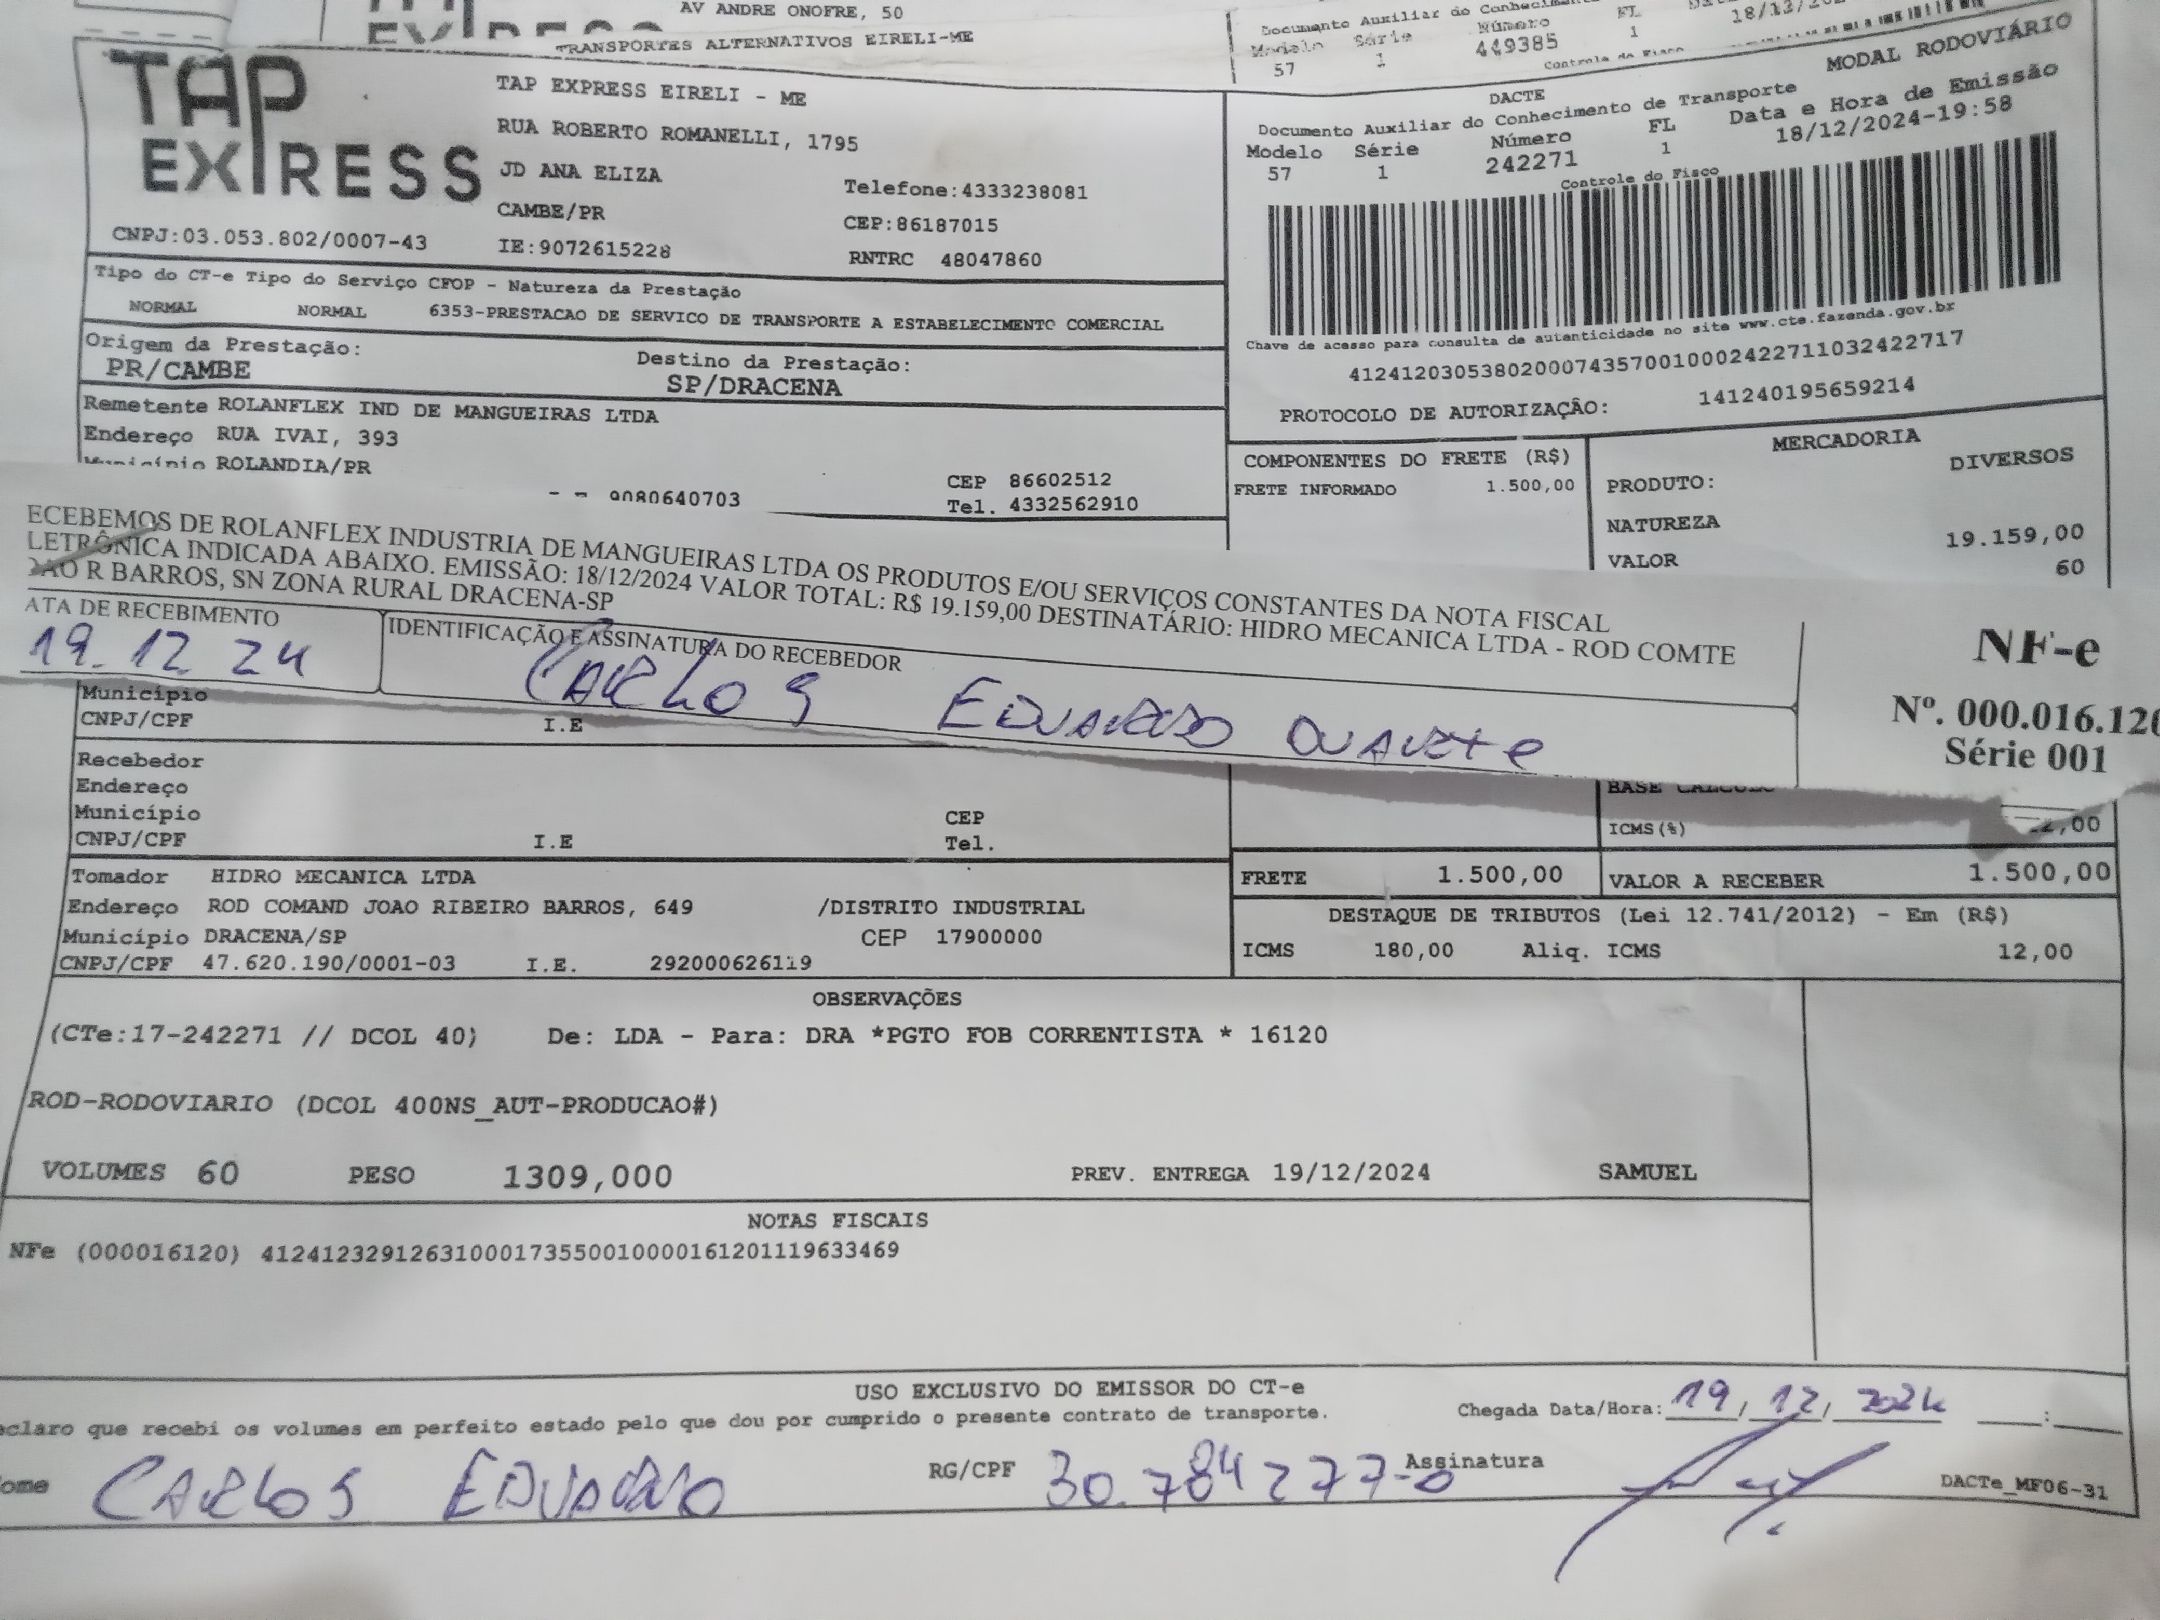 AV ANDRE ONOFRE, 50
TRANSPORTES ALTERNATIVOS EIRELI-ME
Documento Auxiliar do
Modelo Série Número FL
57 1 449385 1
TAP EXPRESS
TAP EXPRESS EIRELI - ME
RUA ROBERTO ROMANELLI, 1795
JD ANA ELIZA
Telefone:4333238081
CAMBE/PR
CEP:86187015
CNPJ:03.053.802/0007-43
IE:9072615228
RNTRC 48047860
DACTE
MODAL RODOVIÁRIO
Documento Auxiliar do Conhecimento de Transporte
Modelo Série Número FL Data e Hora de Emissão
57 1 242271 1 18/12/2024-19:58
Controle do Fisco
Chave de acesso para consulta de autenticidade no site www.cte.fazenda.gov.br
41241203053802000743570010002422711032422717
PROTOCOLO DE AUTORIZAÇÃO: 141240195659214
Tipo do CT-e Tipo do Serviço CFOP - Natureza da Prestação
NORMAL NORMAL 6353-PRESTACAO DE SERVICO DE TRANSPORTE A ESTABELECIMENTO COMERCIAL
Origem da Prestação: Destino da Prestação:
PR/CAMBE SP/DRACENA
Remetente ROLANFLEX IND DE MANGUEIRAS LTDA
Endereço RUA IVAI, 393
Município ROLANDIA/PR CEP 86602512
9080640703 Tel. 4332562910
COMPONENTES DO FRETE (R$)
FRETE INFORMADO 1.500,00
MERCADORIA
PRODUTO: DIVERSOS
NATUREZA
VALOR 19.159,00
60
ECEBEMOS DE ROLANFLEX INDUSTRIA DE MANGUEIRAS LTDA OS PRODUTOS E/OU SERVIÇOS CONSTANTES DA NOTA FISCAL
LETRÔNICA INDICADA ABAIXO. EMISSÃO: 18/12/2024 VALOR TOTAL: R$ 19.159,00 DESTINATÁRIO: HIDRO MECANICA LTDA - ROD COMTE
OAO R BARROS, SN ZONA RURAL DRACENA-SP
ATA DE RECEBIMENTO
19.12 24
IDENTIFICAÇÃO E ASSINATURA DO RECEBEDOR
CARLOS EDUARDO DUARTE
NF-e
Nº. 000.016.120
Série 001
Município
CNPJ/CPF I.E
Recebedor
Endereço
Município CEP
CNPJ/CPF I.E Tel.
BASE CALCULO
ICMS(%)
Tomador HIDRO MECANICA LTDA
Endereço ROD COMAND JOAO RIBEIRO BARROS, 649 /DISTRITO INDUSTRIAL
Município DRACENA/SP CEP 17900000
CNPJ/CPF 47.620.190/0001-03 I.E. 292000626119
FRETE 1.500,00 VALOR A RECEBER 1.500,00
DESTAQUE DE TRIBUTOS (Lei 12.741/2012) - Em (R$)
ICMS 180,00 Aliq. ICMS 12,00
OBSERVAÇÕES
(CTe:17-242271 // DCOL 40) De: LDA - Para: DRA *PGTO FOB CORRENTISTA * 16120
ROD-RODOVIARIO (DCOL 400NS_AUT-PRODUCAO#)
VOLUMES 60 PESO 1309,000 PREV. ENTREGA 19/12/2024 SAMUEL
NOTAS FISCAIS
NFe (000016120) 41241232912631000173550010000161201119633469
USO EXCLUSIVO DO EMISSOR DO CT-e
eclaro que recebi os volumes em perfeito estado pelo que dou por cumprido o presente contrato de transporte.
Chegada Data/Hora: 19/12/2024 :
ome CARLOS EDUARDO RG/CPF 30.784277-0 Assinatura
DACTe_MF06-31